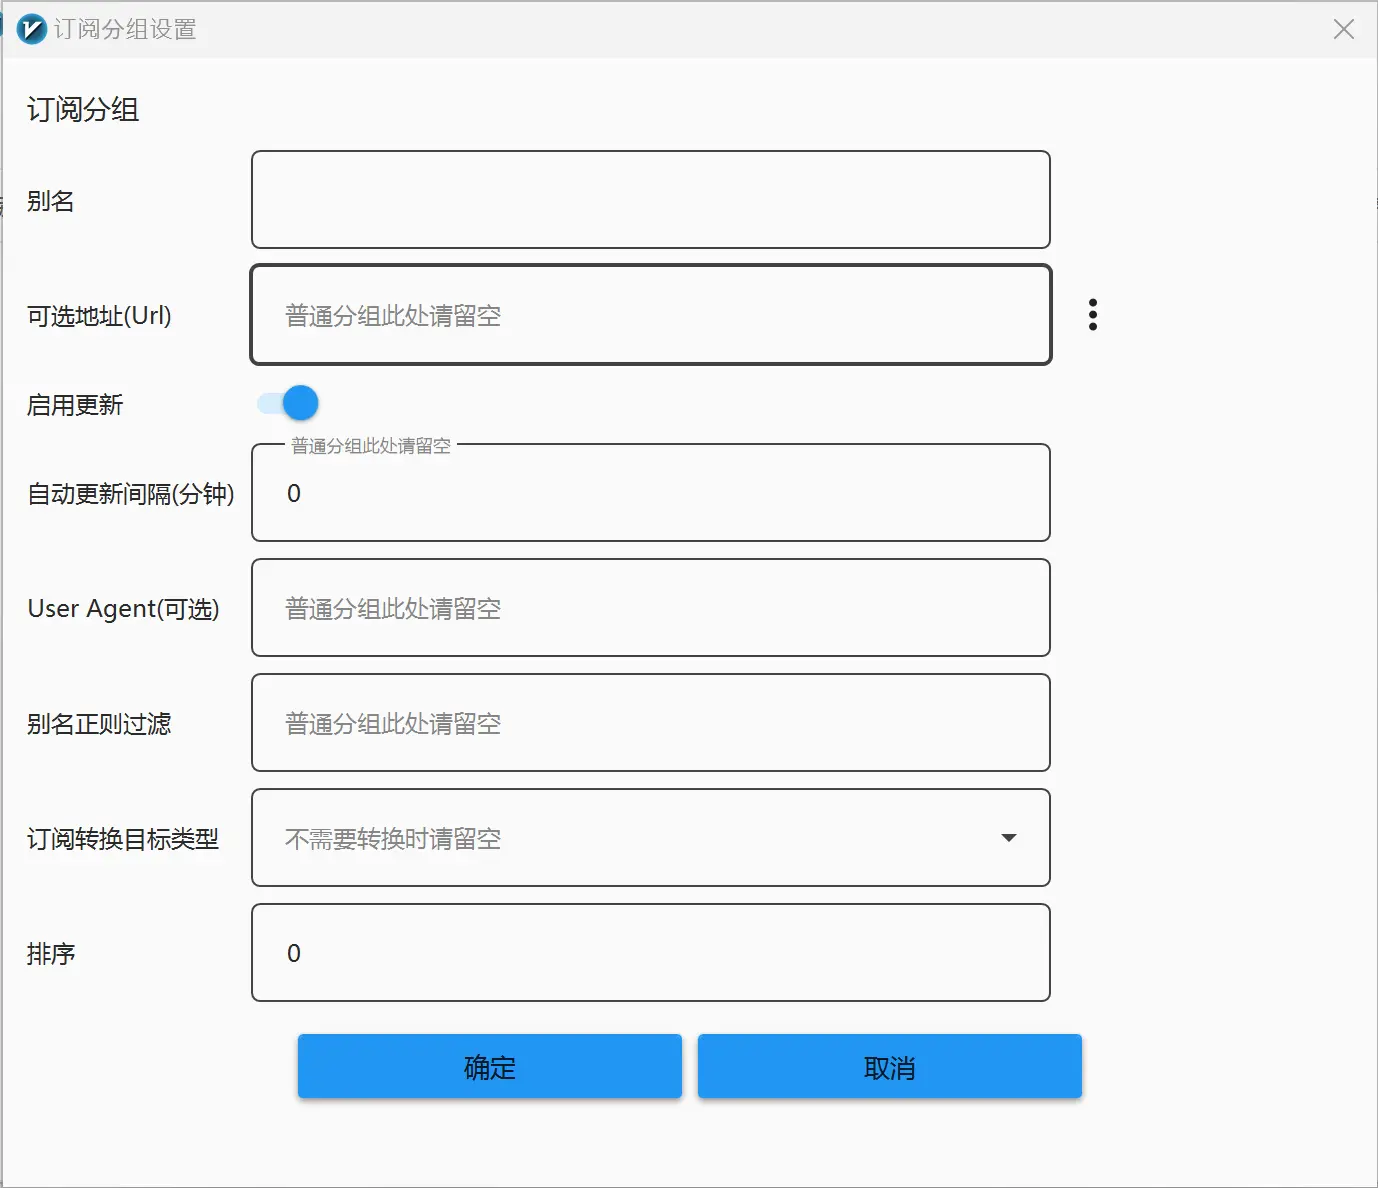 订阅分组设置
订阅分组
别名
可选地址(Url)
普通分组此处请留空
启用更新
普通分组此处请留空
自动更新间隔(分钟)
0
User Agent(可选)
普通分组此处请留空
别名正则过滤
普通分组此处请留空
订阅转换目标类型
不需要转换时请留空
排序
0
确定
取消